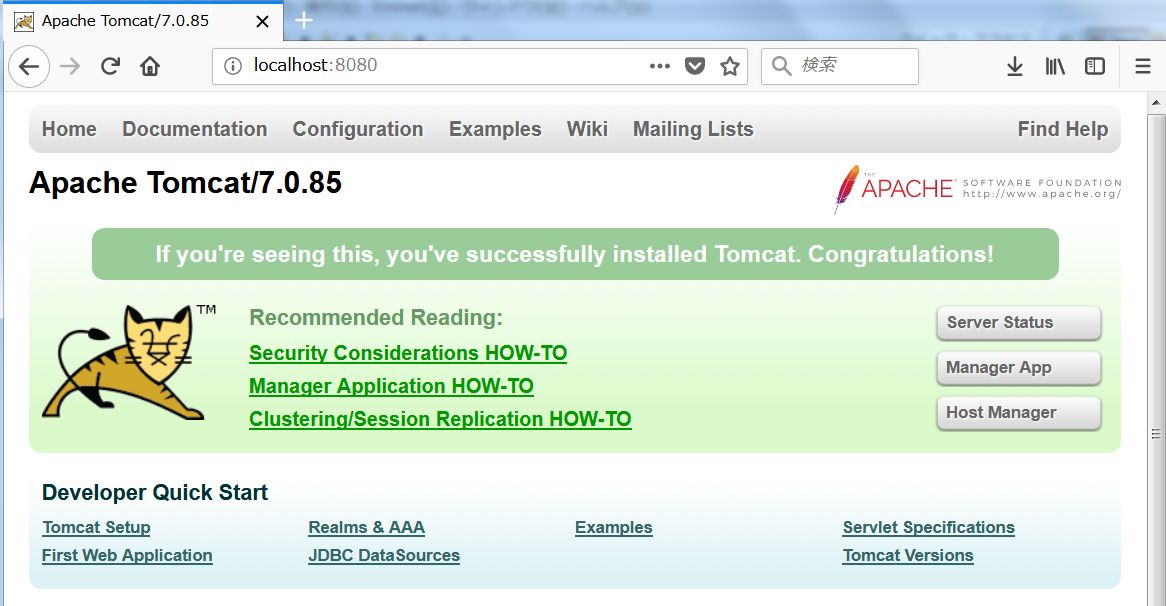 Apache Tomcat/7.0.85
localhost:8080
検索
Home Documentation Configuration Examples Wiki Mailing Lists Find Help
Apache Tomcat/7.0.85
THE APACHE® SOFTWARE FOUNDATION
http://www.apache.org/
If you're seeing this, you've successfully installed Tomcat. Congratulations!
TM
Recommended Reading:
Security Considerations HOW-TO
Manager Application HOW-TO
Clustering/Session Replication HOW-TO
Server Status
Manager App
Host Manager
Developer Quick Start
Tomcat Setup
First Web Application
Realms & AAA
JDBC DataSources
Examples
Servlet Specifications
Tomcat Versions